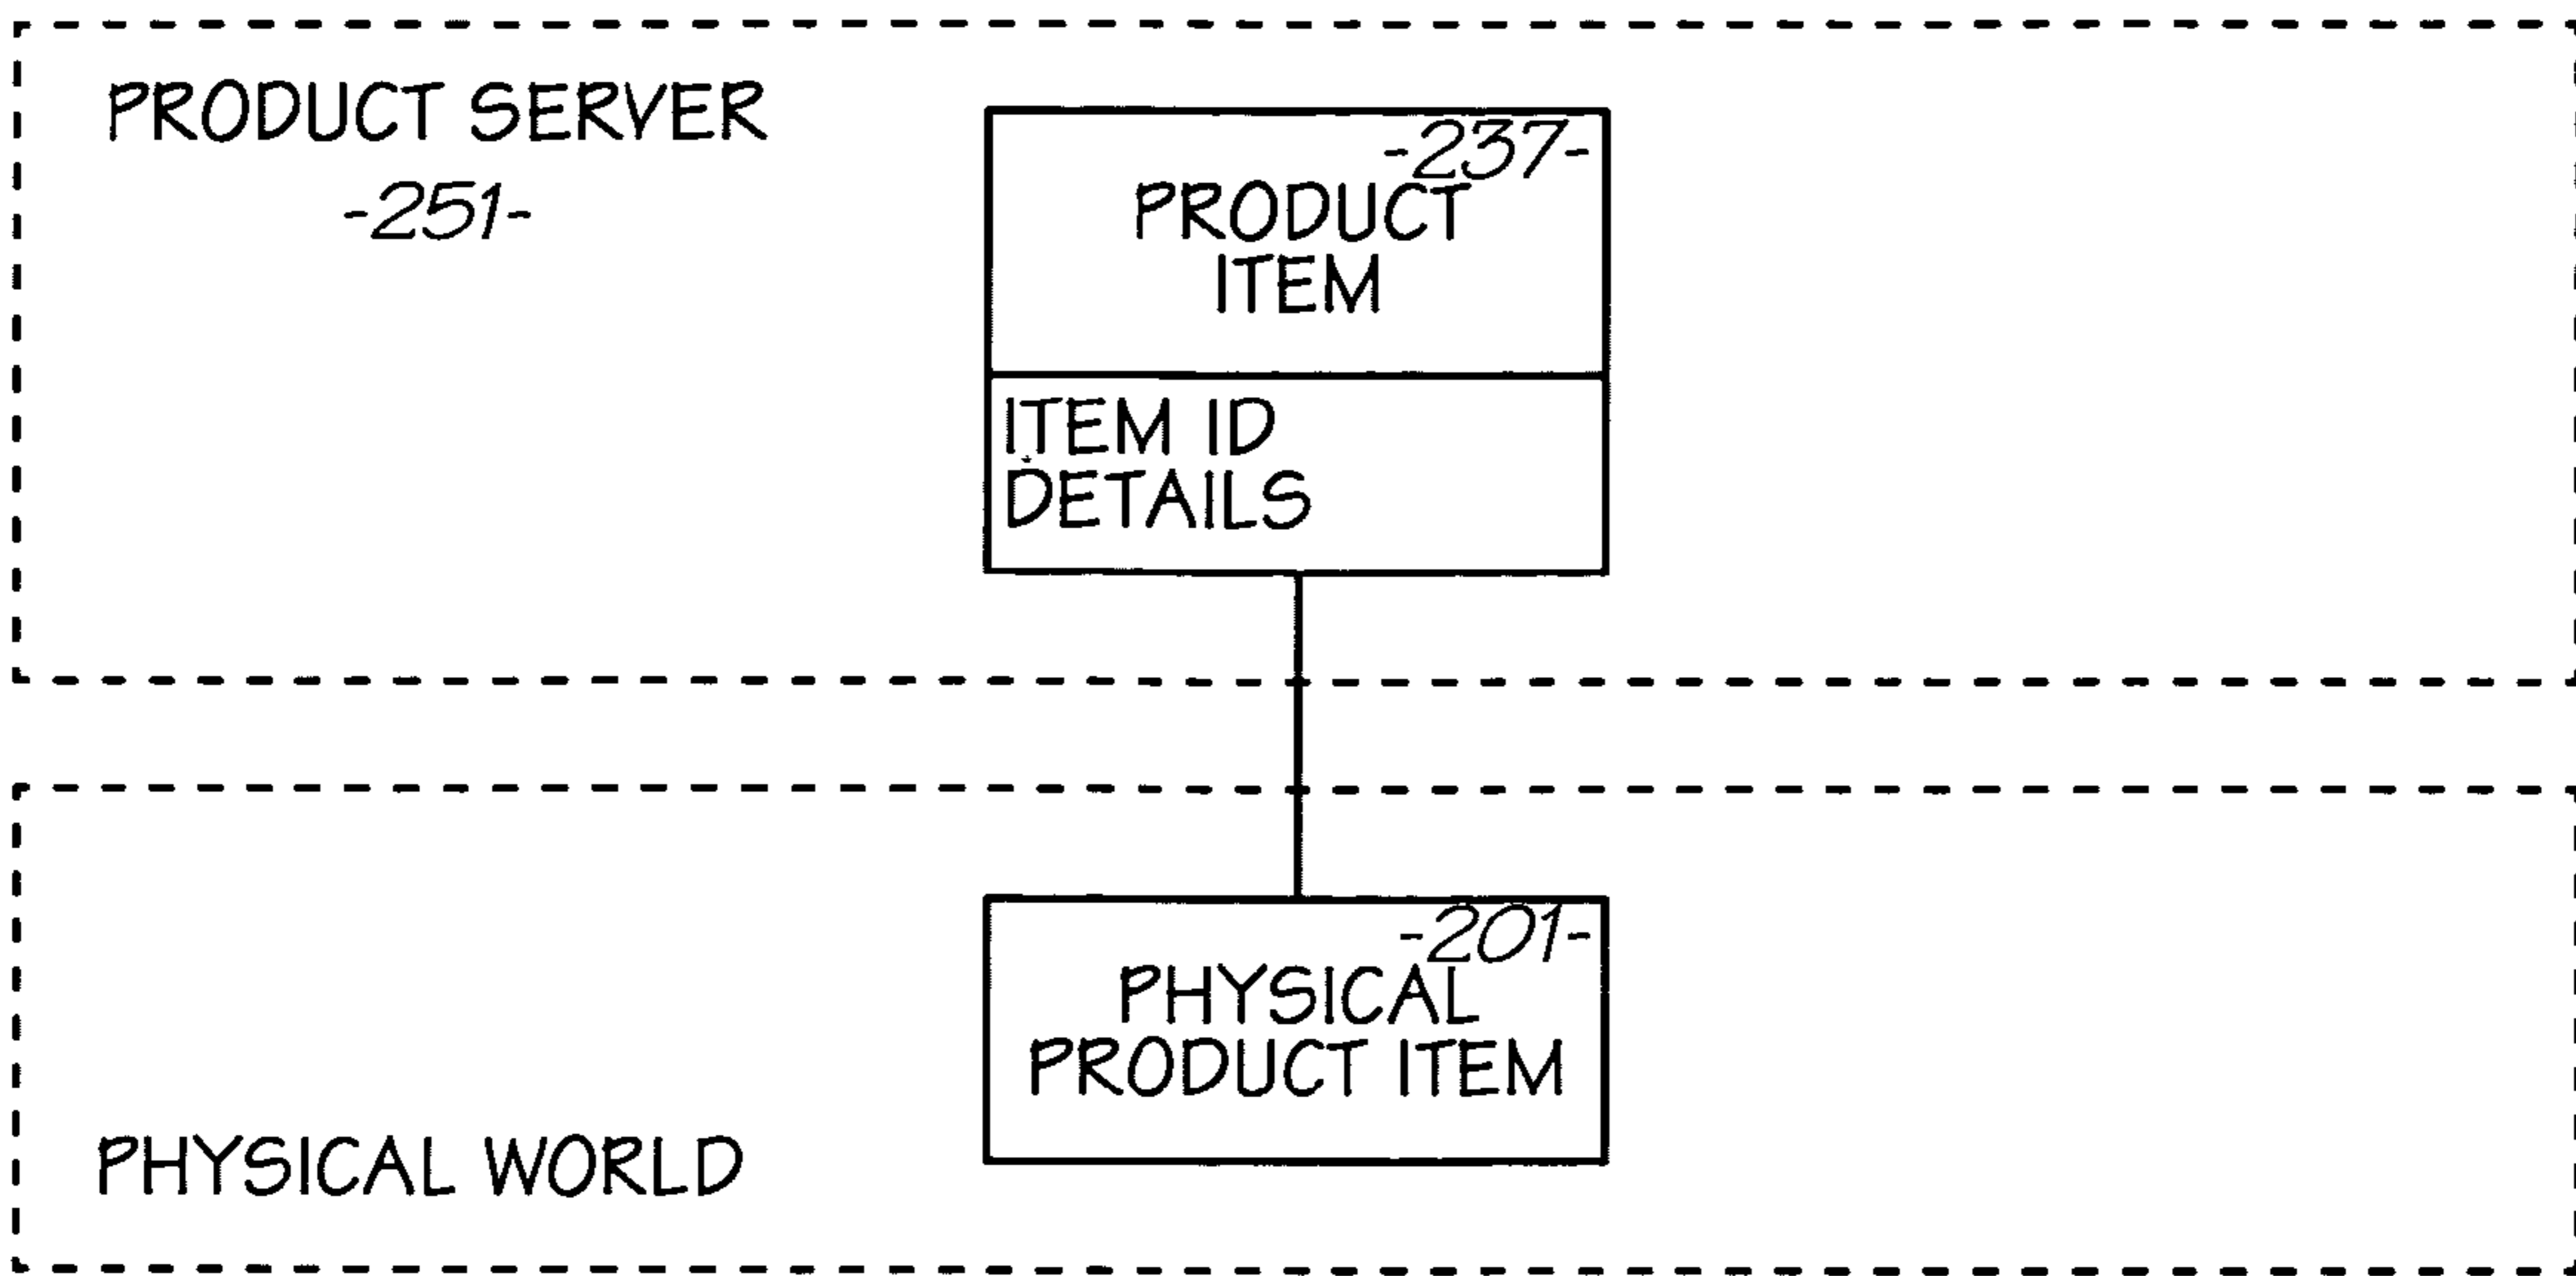 PRODUCT SERVER
-251-
-237-
PRODUCT
ITEM
ITEM ID
DETAILS
-201-
PHYSICAL
PRODUCT ITEM
PHYSICAL WORLD